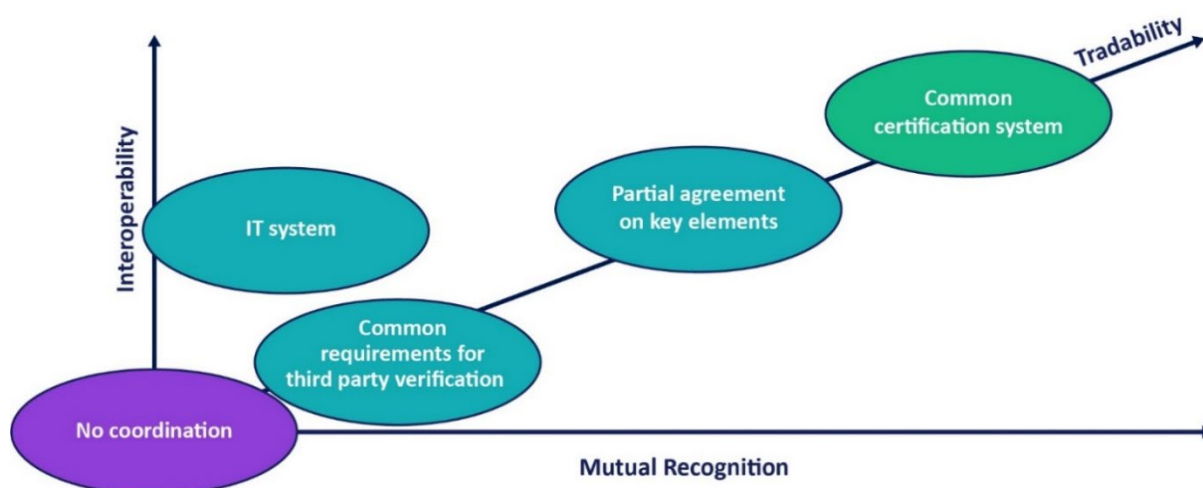 Tradability
Common
certification system
Interoperability
Partial agreement
on key elements
IT system
Common
requirements for
third party verification
No coordination
Mutual Recognition